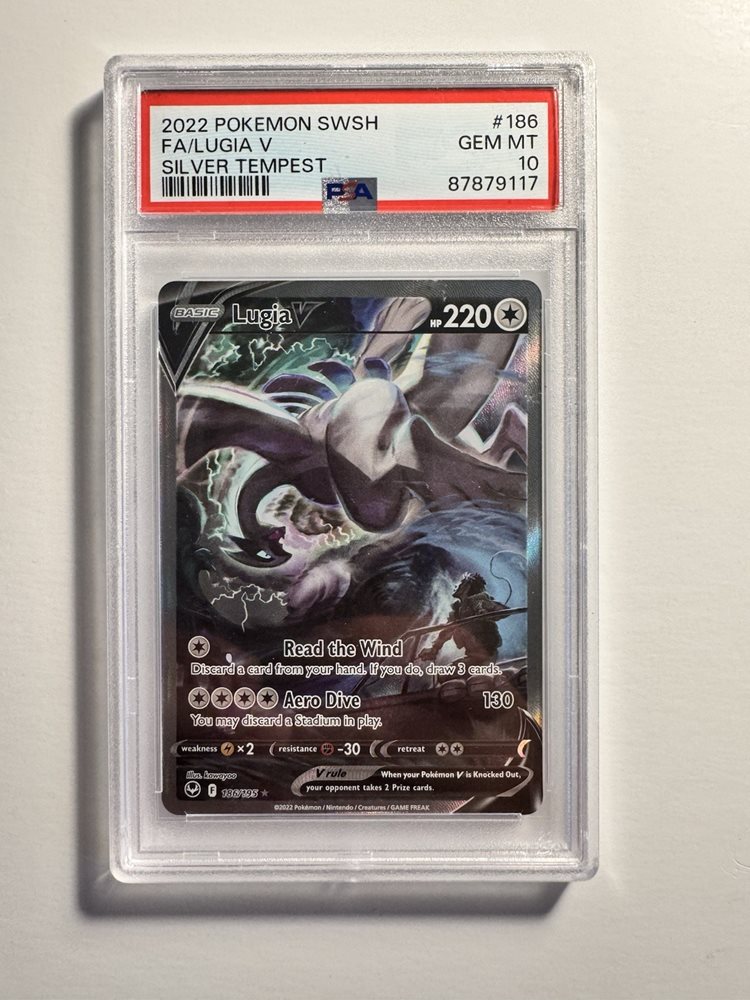 2022 POKEMON SWSH #186
FA/LUGIA V GEM MT
SILVER TEMPEST 10
PSA 87879117
BASIC Lugia V HP 220
Read the Wind
Discard a card from your hand. If you do, draw 3 cards.
Aero Dive 130
You may discard a Stadium in play.
weakness ×2 resistance -30 retreat
Illus. kowayoo
V rule When your Pokémon V is Knocked Out,
your opponent takes 2 Prize cards.
F 186/195
©2022 Pokémon / Nintendo / Creatures / GAME FREAK